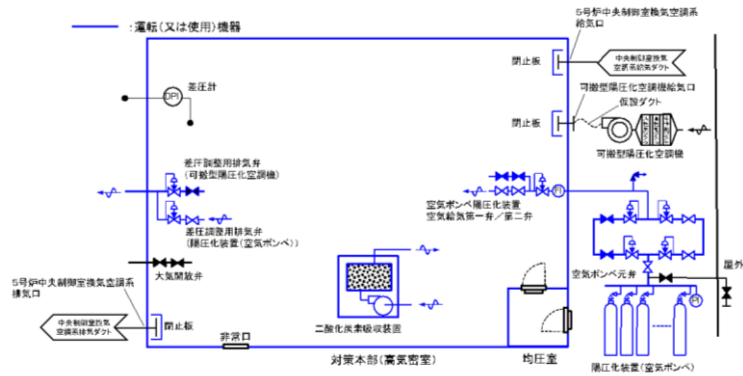 ：運転（又は使用）機器
5号炉中央制御室換気空調系
給気口
閉止板
中央制御室換気
空調系給気ダクト
可搬型陽圧化空調機給気口
仮設ダクト
閉止板
可搬型陽圧化空調機
差圧計
DPI
差圧調整用排気弁
（可搬型陽圧化空調機）
差圧調整用排気弁
（陽圧化装置（空気ボンベ））
空気ボンベ陽圧化装置
空気給気第一弁／第二弁
FI
大気開放弁
5号炉中央制御室換気空調系
排気口
中央制御室換気
空調系排気ダクト
閉止板
二酸化炭素吸収装置
非常口
対策本部（高気密室）
均圧室
空気ボンベ元弁
屋外
PI
陽圧化装置（空気ボンベ）